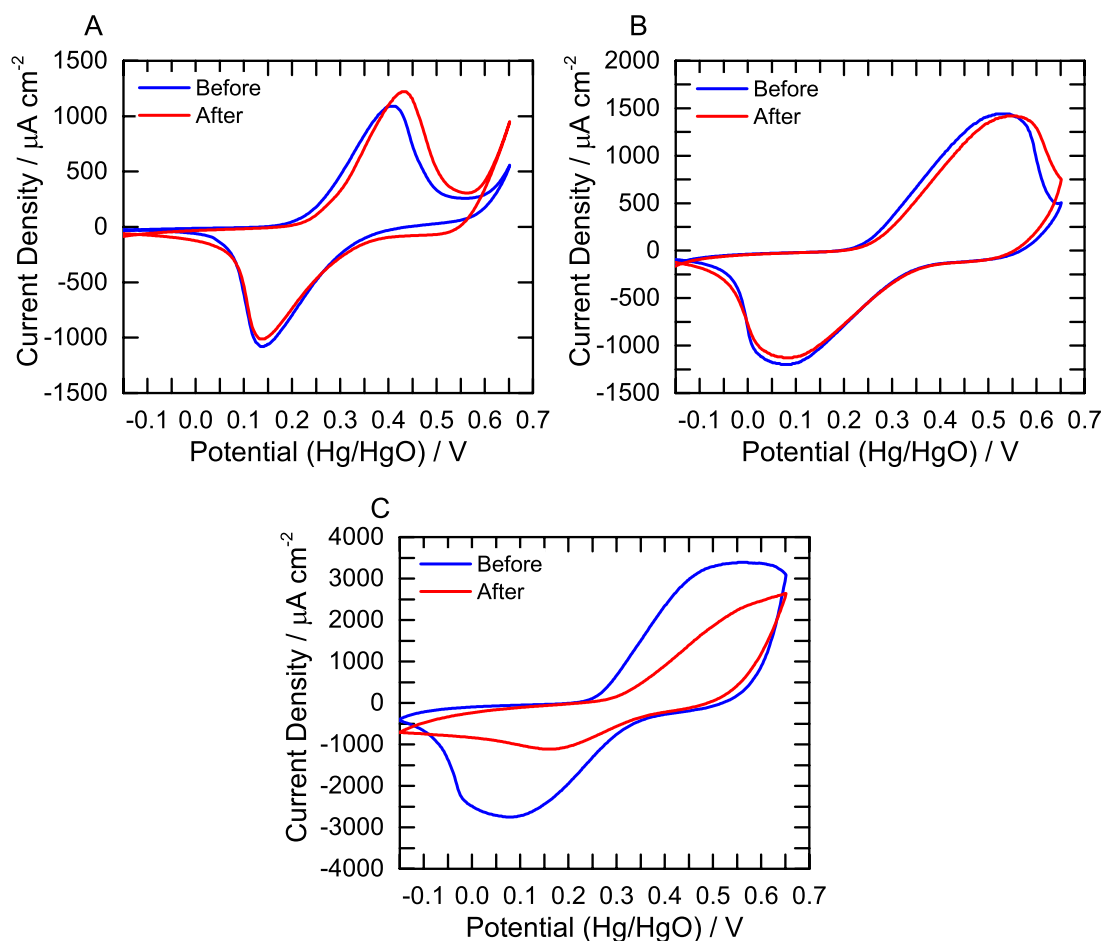 A
Current Density / μA cm-2
1500
1000
500
0
-500
-1000
-1500
Before
After
-0.1 0.0 0.1 0.2 0.3 0.4 0.5 0.6 0.7
Potential (Hg/HgO) / V
B
Current Density / μA cm-2
2000
1500
1000
500
0
-500
-1000
-1500
Before
After
-0.1 0.0 0.1 0.2 0.3 0.4 0.5 0.6 0.7
Potential (Hg/HgO) / V
C
Current Density / μA cm-2
4000
3000
2000
1000
0
-1000
-2000
-3000
-4000
Before
After
-0.1 0.0 0.1 0.2 0.3 0.4 0.5 0.6 0.7
Potential (Hg/HgO) / V